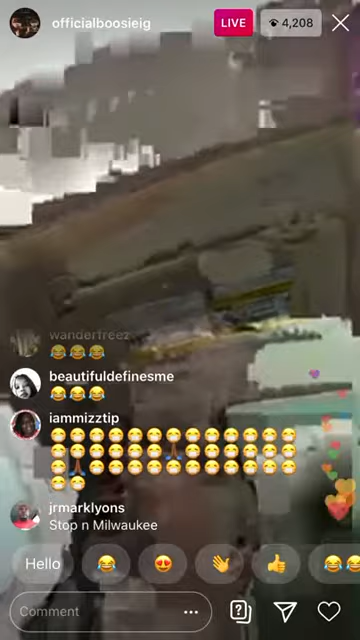 officialboosieig
LIVE
4,208
wanderfreez
😂😂😂
beautifuldefinesme
😂😂😂
iammizztip
jrmarklyons
Stop n Milwaukee
Hello 😂 😍 👋 👍 😂😂
Comment